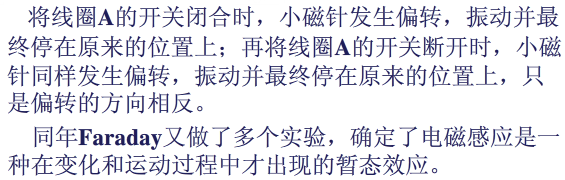 将线圈A的开关闭合时，小磁针发生偏转，振动并最
终停在原来的位置上；再将线圈A的开关断开时，小磁
针同样发生偏转，振动并最终停在原来的位置上，只
是偏转的方向相反。
同年Faraday又做了多个实验，确定了电磁感应是一
种在变化和运动过程中才出现的暂态效应。